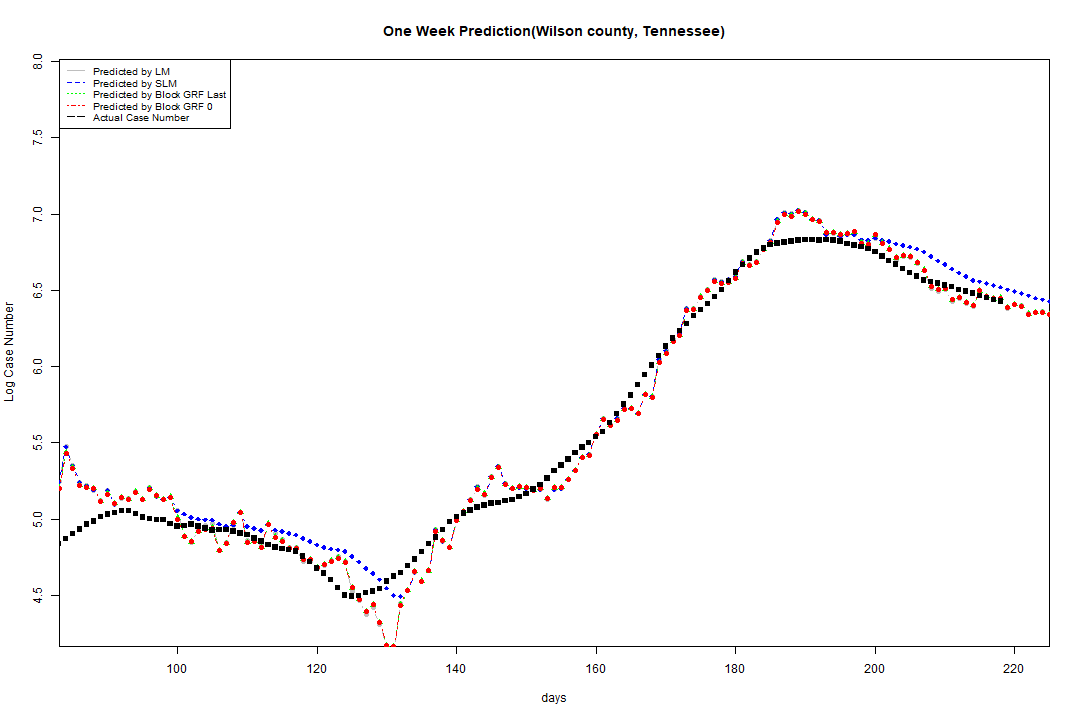 One Week Prediction(Wilson county, Tennessee)
Predicted by LM
Predicted by SLM
Predicted by Block GRF Last
Predicted by Block GRF 0
Actual Case Number
8.0
7.5
7.0
6.5
6.0
5.5
5.0
4.5
Log Case Number
100 120 140 160 180 200 220
days